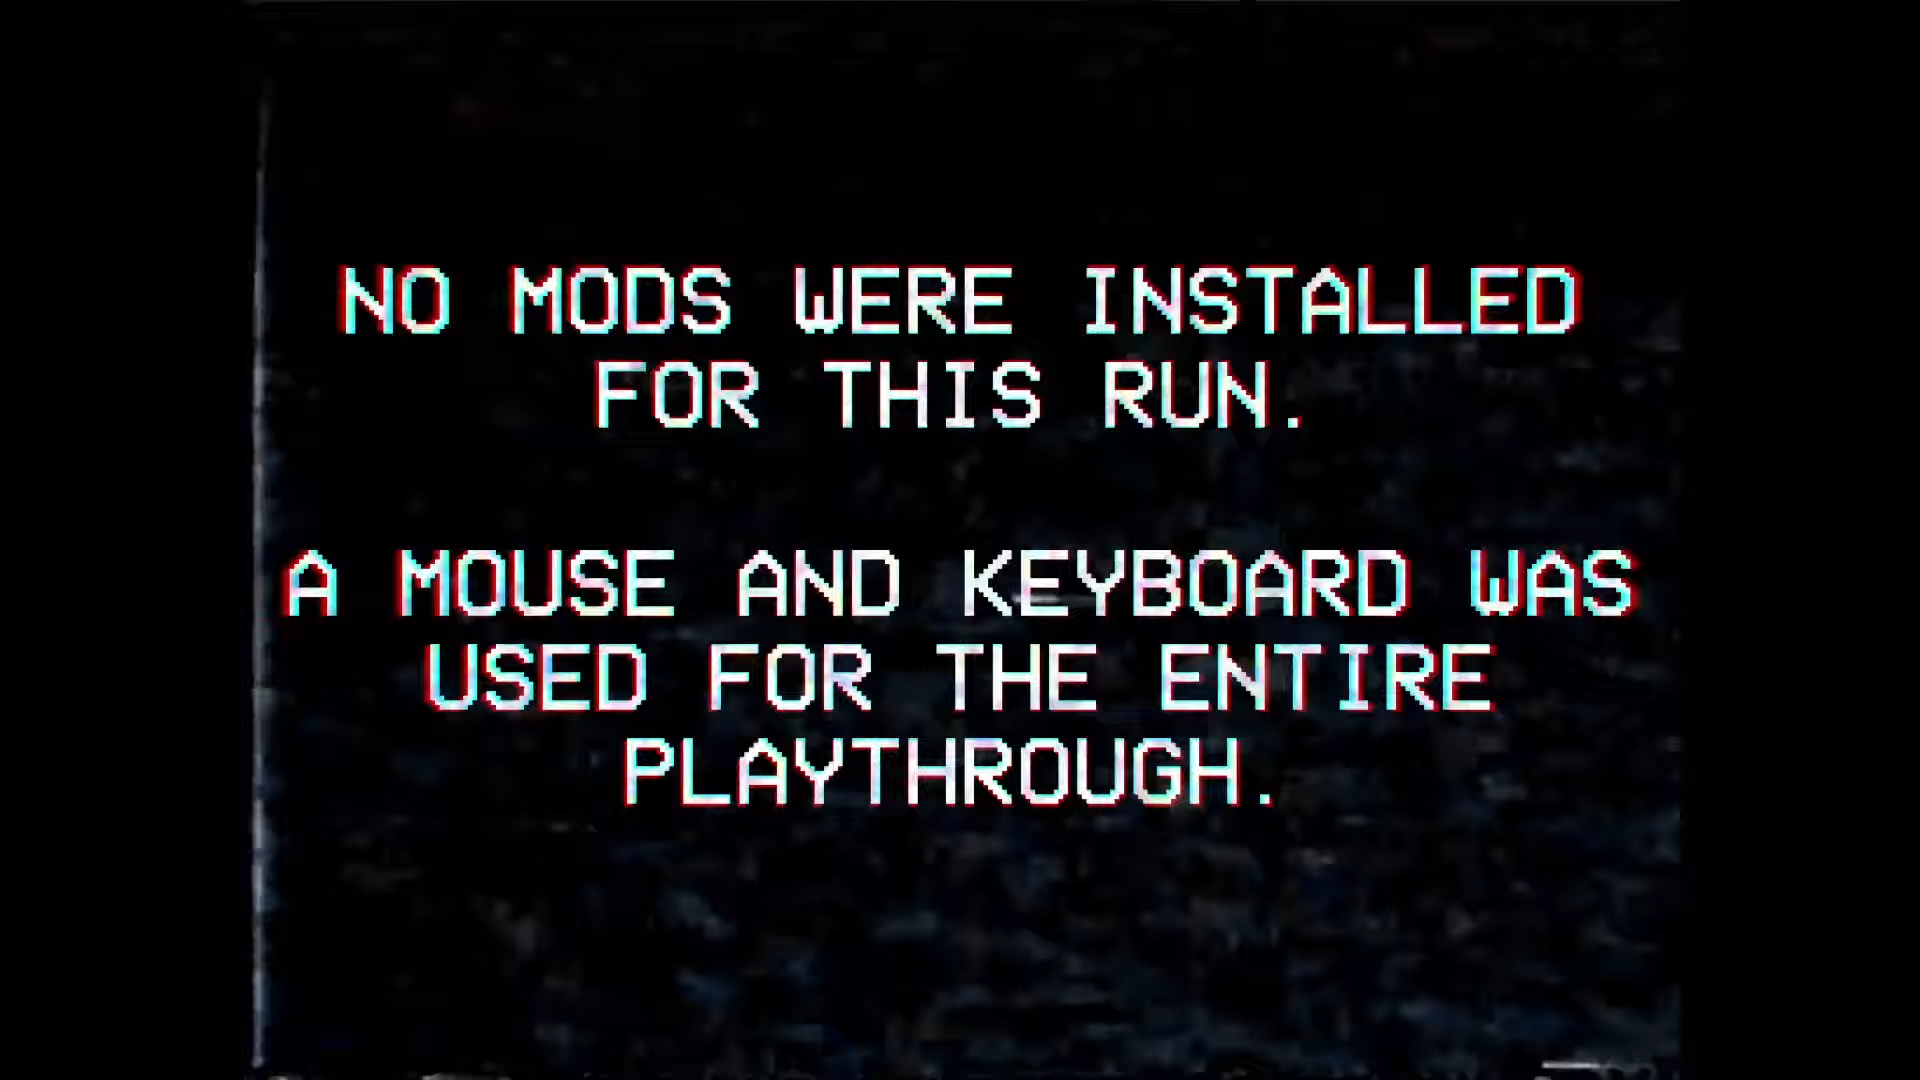 NO MODS WERE INSTALLED
FOR THIS RUN.
A MOUSE AND KEYBOARD WAS
USED FOR THE ENTIRE
PLAYTHROUGH.